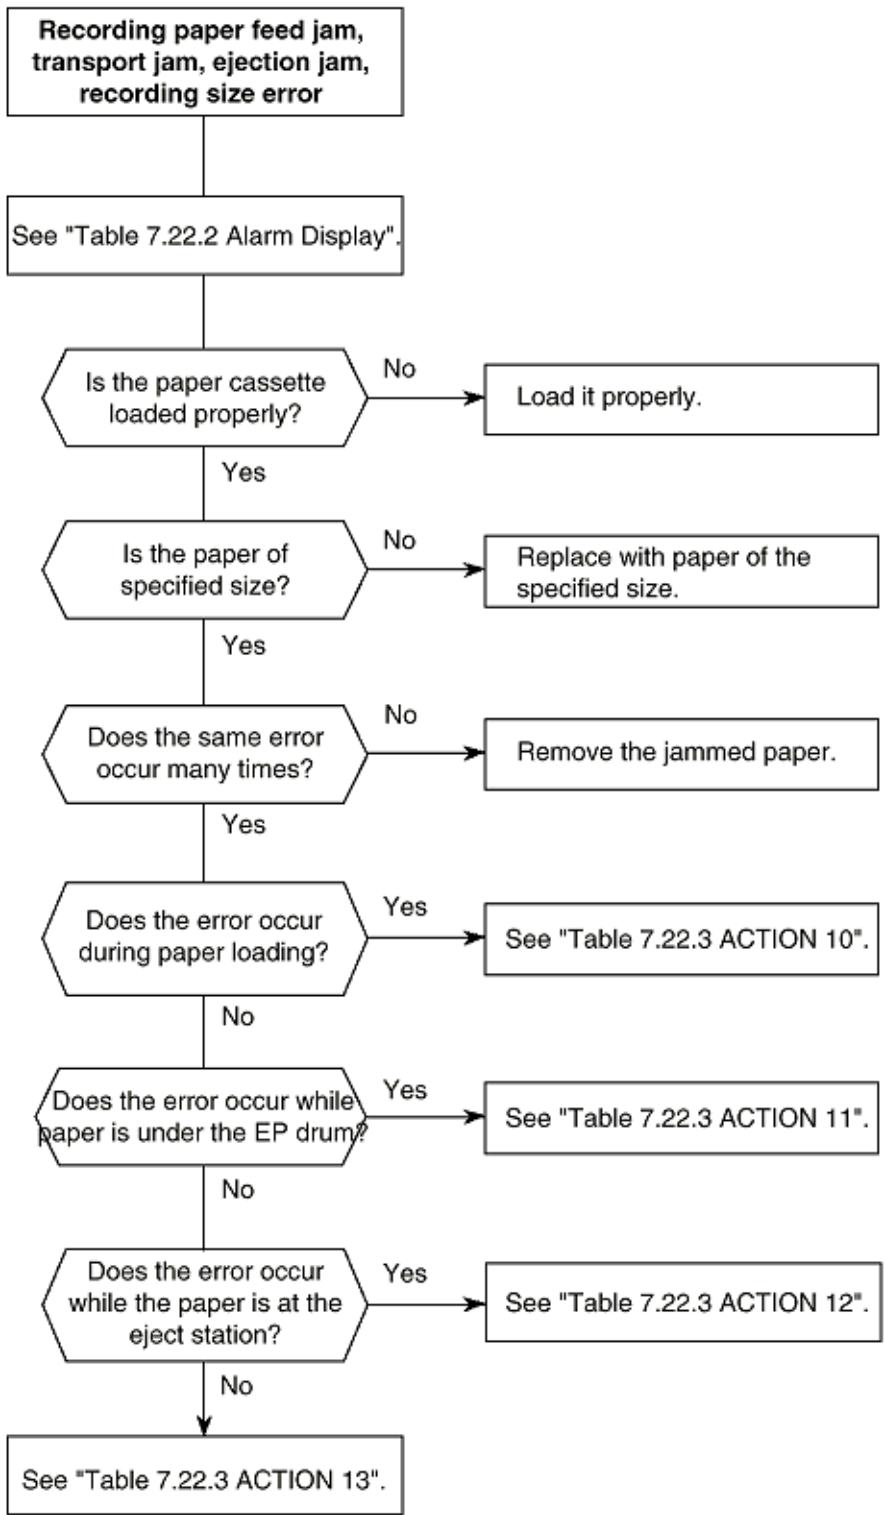 Recording paper feed jam,
transport jam, ejection jam,
recording size error
See "Table 7.22.2 Alarm Display".
Is the paper cassette
loaded properly?
No
Load it properly.
Yes
Is the paper of
specified size?
No
Replace with paper of the
specified size.
Yes
Does the same error
occur many times?
No
Remove the jammed paper.
Yes
Does the error occur
during paper loading?
Yes
See "Table 7.22.3 ACTION 10".
No
Does the error occur while
paper is under the EP drum?
Yes
See "Table 7.22.3 ACTION 11".
No
Does the error occur
while the paper is at the
eject station?
Yes
See "Table 7.22.3 ACTION 12".
No
See "Table 7.22.3 ACTION 13".